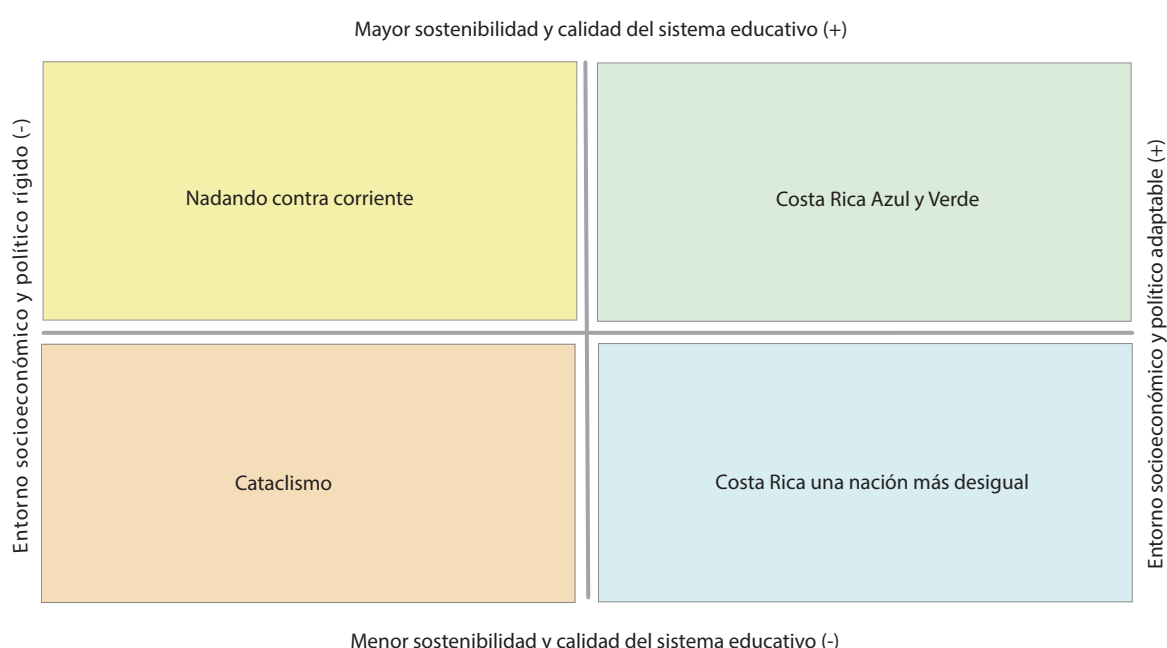 Mayor sostenibilidad y calidad del sistema educativo (+)
Entorno socioeconómico y político rígido (-)
Nadando contra corriente
Costa Rica Azul y Verde
Entorno socioeconómico y político adaptable (+)
Cataclismo
Costa Rica una nación más desigual
Menor sostenibilidad y calidad del sistema educativo (-)